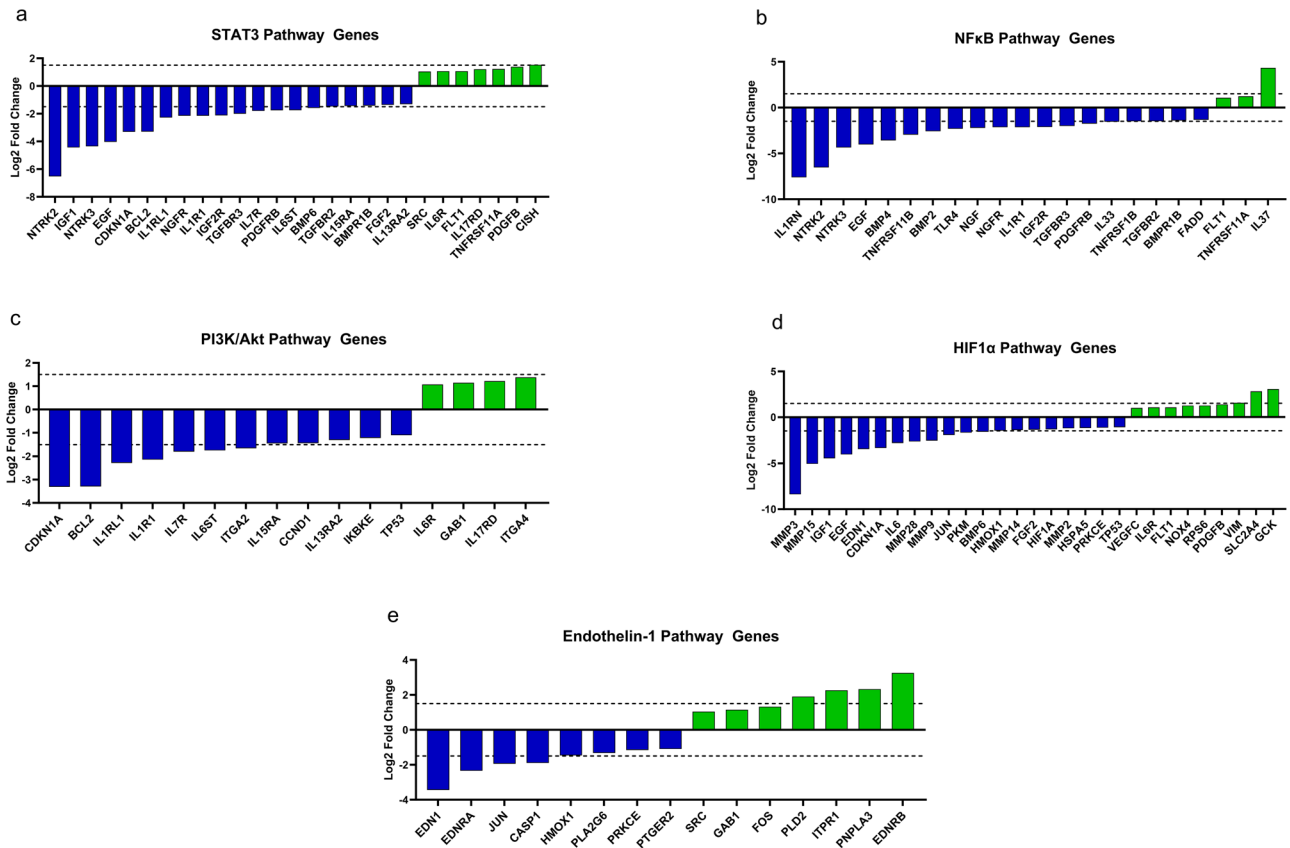 a
STAT3 Pathway Genes
Log2 Fold Change
2
0
-2
-4
-6
-8
NTRK2
IGF1
NTRK3
EGF
CDKN1A
BCL2
IL1RL1
NGFR
IL1R1
IGF2R
TGFBR3
IL7R
PDGFRB
IL6ST
BMP6
TGFBR2
IL15RA
BMPR1B
FGF2
IL13RA2
SRC
IL6R
FLT1
IL17RD
TNFRSF11A
PDGFB
CISH
b
NFκB Pathway Genes
Log2 Fold Change
5
0
-5
-10
IL1RN
NTRK2
NTRK3
EGF
BMP4
TNFRSF11B
BMP2
TLR4
NGF
NGFR
IL1R1
IGF2R
TGFBR3
PDGFRB
IL33
TNFRSF1B
TGFBR2
BMPR1B
FADD
FLT1
TNFRSF11A
IL37
c
PI3K/Akt Pathway Genes
Log2 Fold Change
2
1
0
-1
-2
-3
-4
CDKN1A
BCL2
IL1RL1
IL1R1
IL7R
IL6ST
ITGA2
IL15RA
CCND1
IL13RA2
IKBKE
TP53
IL6R
GAB1
IL17RD
ITGA4
d
HIF1α Pathway Genes
Log2 Fold Change
5
0
-5
-10
MMP3
MMP15
IGF1
EGF
EDN1
CDKN1A
IL6
MMP28
MMP9
JUN
PKM
BMP6
HMOX1
MMP14
FGF2
HIF1A
MMP2
HSPA5
PRKCE
TP53
VEGFC
IL6R
FLT1
NOX4
RPS6
PDGFB
VIM
SLC2A4
GCK
e
Endothelin-1 Pathway Genes
Log2 Fold Change
4
2
0
-2
-4
EDN1
EDNRA
JUN
CASP1
HMOX1
PLA2G6
PRKCE
PTGER2
SRC
GAB1
FOS
PLD2
ITPR1
PNPLA3
EDNRB